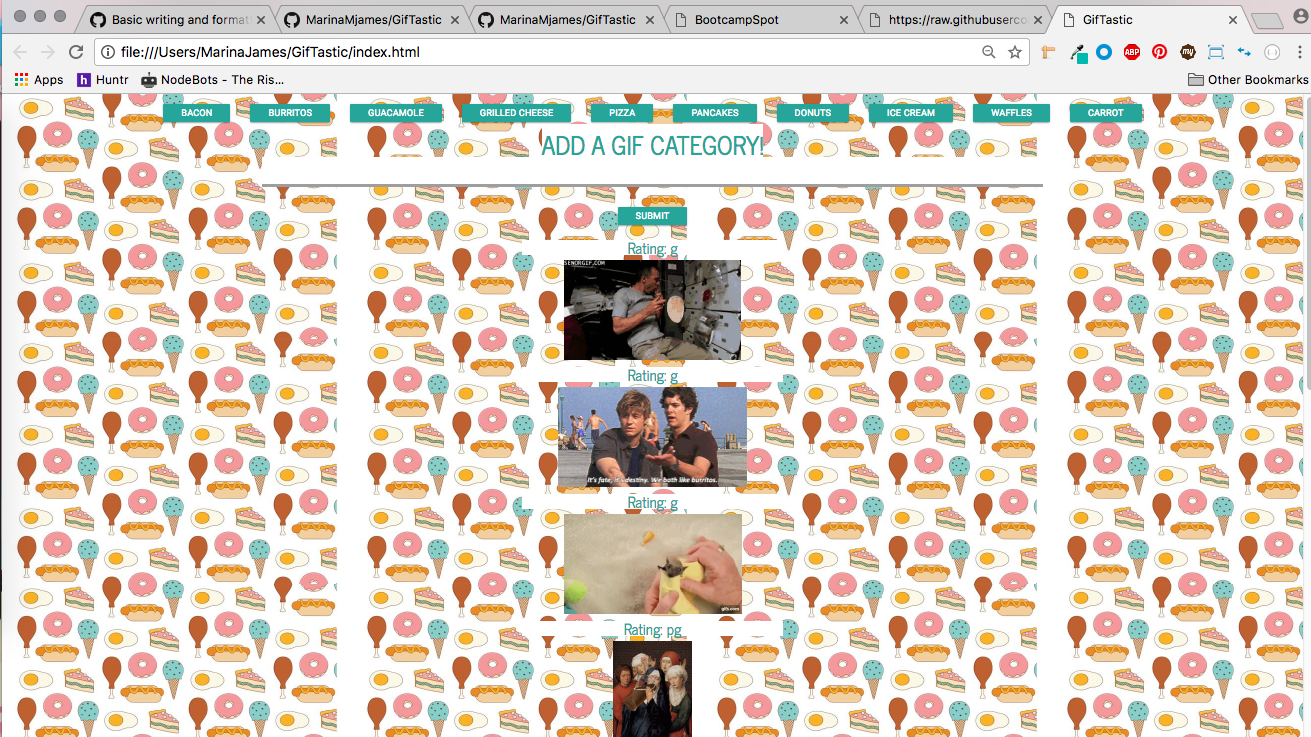 Basic writing and format
MarinaMjames/GifTastic
MarinaMjames/GifTastic
BootcampSpot
https://raw.githubuserco
GifTastic
file:///Users/MarinaJames/GifTastic/index.html
ABP
my
Apps
h Huntr
NodeBots - The Ris...
Other Bookmarks
BACON
BURRITOS
GUACAMOLE
GRILLED CHEESE
PIZZA
PANCAKES
DONUTS
ICE CREAM
WAFFLES
CARROT
ADD A GIF CATEGORY!
SUBMIT
Rating: g
SENORGIF.COM
Rating: g
It's fate, it's destiny. We both like burritos.
Rating: g
gifs.com
Rating: pg